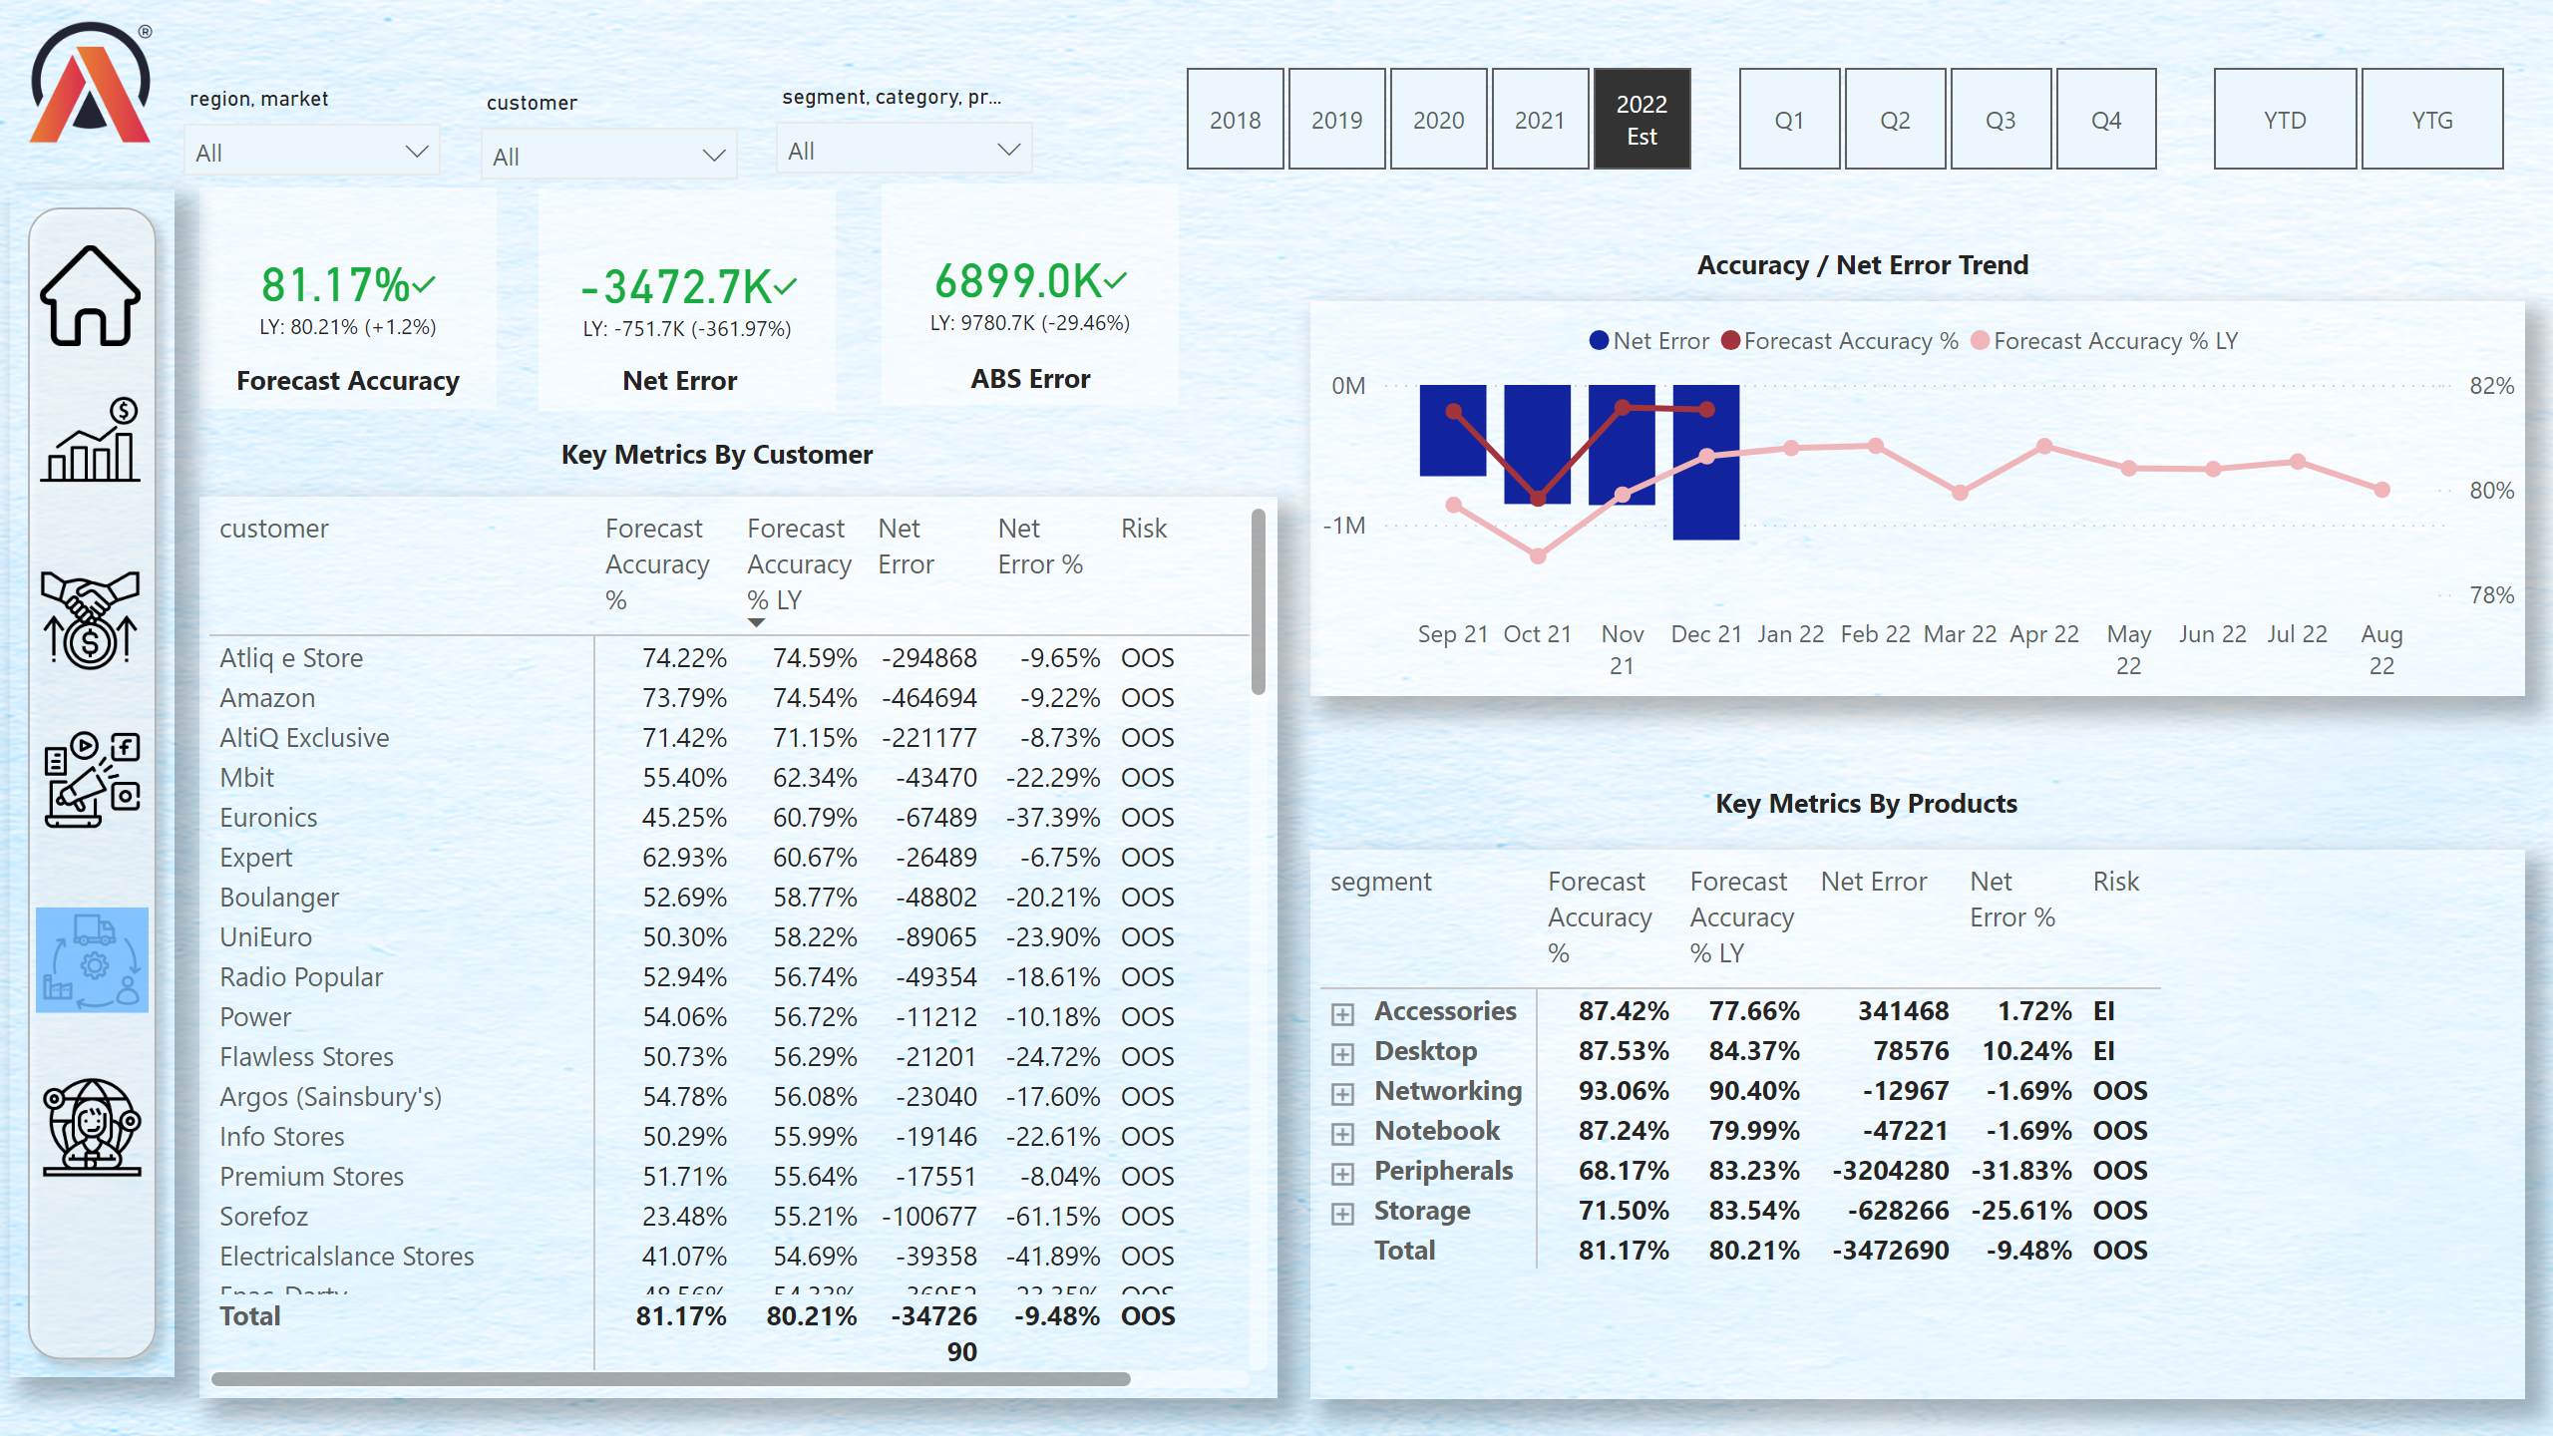 ®
region, market
All
customer
All
segment, category, pr...
All
2018
2019
2020
2021
2022
Est
Q1
Q2
Q3
Q4
YTD
YTG
81.17%✓
LY: 80.21% (+1.2%)
Forecast Accuracy
-3472.7K✓
LY: -751.7K (-361.97%)
Net Error
6899.0K✓
LY: 9780.7K (-29.46%)
ABS Error
Key Metrics By Customer
customer
Forecast
Accuracy
%
Forecast
Accuracy
% LY
Net
Error
Net
Error %
Risk
Atliq e Store 74.22% 74.59% -294868 -9.65% OOS
Amazon 73.79% 74.54% -464694 -9.22% OOS
AltiQ Exclusive 71.42% 71.15% -221177 -8.73% OOS
Mbit 55.40% 62.34% -43470 -22.29% OOS
Euronics 45.25% 60.79% -67489 -37.39% OOS
Expert 62.93% 60.67% -26489 -6.75% OOS
Boulanger 52.69% 58.77% -48802 -20.21% OOS
UniEuro 50.30% 58.22% -89065 -23.90% OOS
Radio Popular 52.94% 56.74% -49354 -18.61% OOS
Power 54.06% 56.72% -11212 -10.18% OOS
Flawless Stores 50.73% 56.29% -21201 -24.72% OOS
Argos (Sainsbury's) 54.78% 56.08% -23040 -17.60% OOS
Info Stores 50.29% 55.99% -19146 -22.61% OOS
Premium Stores 51.71% 55.64% -17551 -8.04% OOS
Sorefoz 23.48% 55.21% -100677 -61.15% OOS
Electricalslance Stores 41.07% 54.69% -39358 -41.89% OOS
Total 81.17% 80.21% -34726 -9.48% OOS
90
Accuracy / Net Error Trend
Net Error Forecast Accuracy % Forecast Accuracy % LY
0M
-1M
82%
80%
78%
Sep 21 Oct 21 Nov 21 Dec 21 Jan 22 Feb 22 Mar 22 Apr 22 May 22 Jun 22 Jul 22 Aug 22
Key Metrics By Products
segment
Forecast
Accuracy
%
Forecast
Accuracy
% LY
Net Error
Net
Error %
Risk
Accessories 87.42% 77.66% 341468 1.72% EI
Desktop 87.53% 84.37% 78576 10.24% EI
Networking 93.06% 90.40% -12967 -1.69% OOS
Notebook 87.24% 79.99% -47221 -1.69% OOS
Peripherals 68.17% 83.23% -3204280 -31.83% OOS
Storage 71.50% 83.54% -628266 -25.61% OOS
Total 81.17% 80.21% -3472690 -9.48% OOS